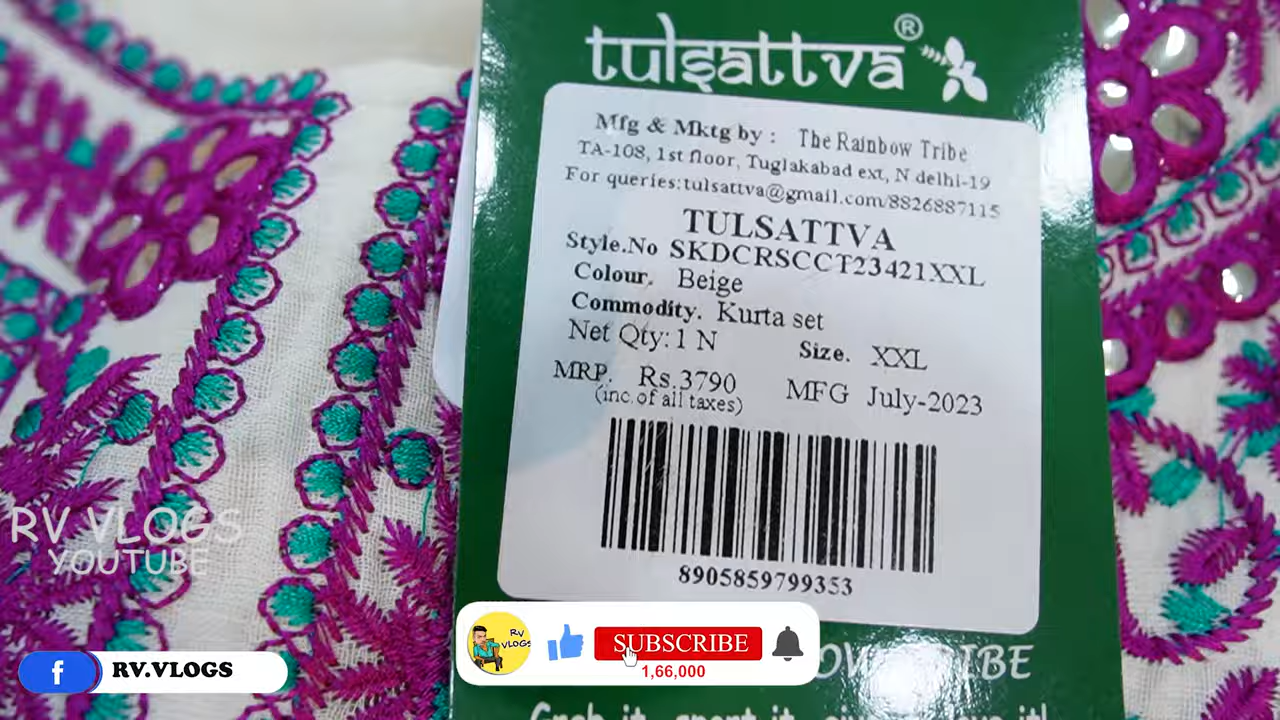 tulsattva®
Mfg & Mktg by : The Rainbow Tribe
TA-108, 1st floor, Tuglakabad ext, N delhi-19
For queries:tulsattva@gmail.com/8826887115
TULSATTVA
Style.No SKDCRSCCT23421XXL
Colour. Beige
Commodity. Kurta set
Net Qty:1 N Size. XXL
MRP. Rs.3790 MFG July-2023
(inc.of all taxes)
8905859799353
RV VLOGS
YOUTUBE
RV VLOGS
SUBSCRIBE
1,66,000
RV.VLOGS